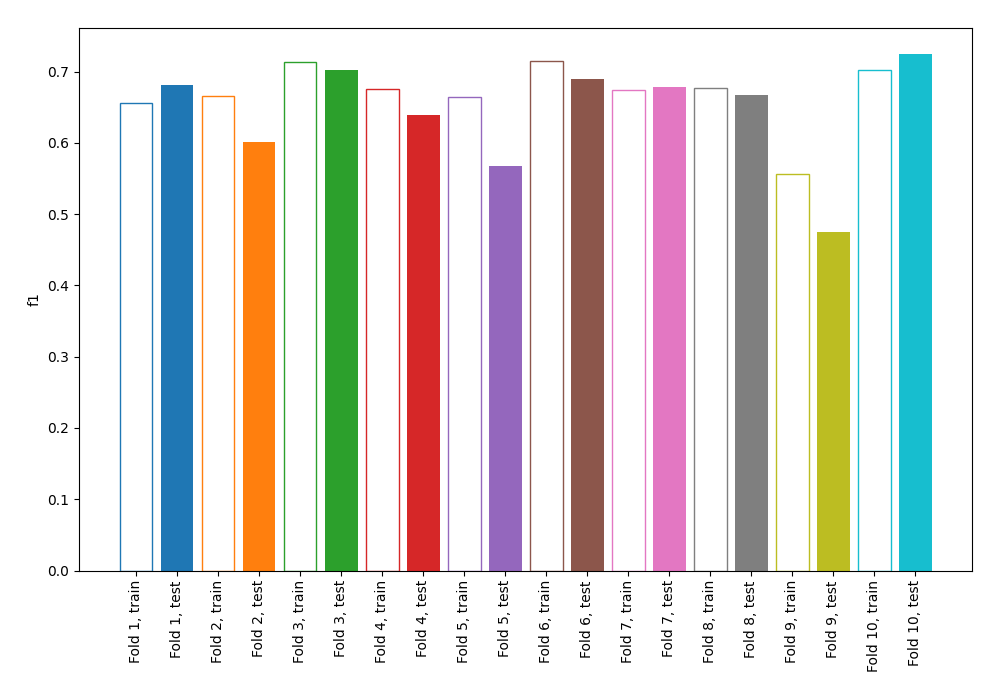 f1
0.7
0.6
0.5
0.4
0.3
0.2
0.1
0.0
Fold 1, train
Fold 1, test
Fold 2, train
Fold 2, test
Fold 3, train
Fold 3, test
Fold 4, train
Fold 4, test
Fold 5, train
Fold 5, test
Fold 6, train
Fold 6, test
Fold 7, train
Fold 7, test
Fold 8, train
Fold 8, test
Fold 9, train
Fold 9, test
Fold 10, train
Fold 10, test